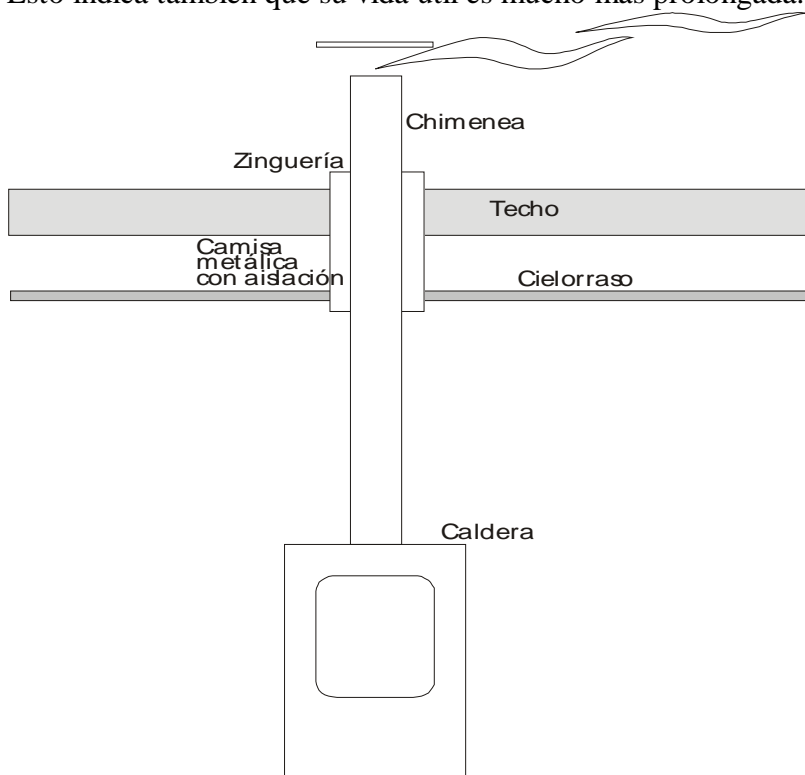 Esto indica también que su vida útil es mucho más prolongada.
Chimenea
Zinguería
Techo
Camisa
metálica
con aislación
Cielorraso
Caldera